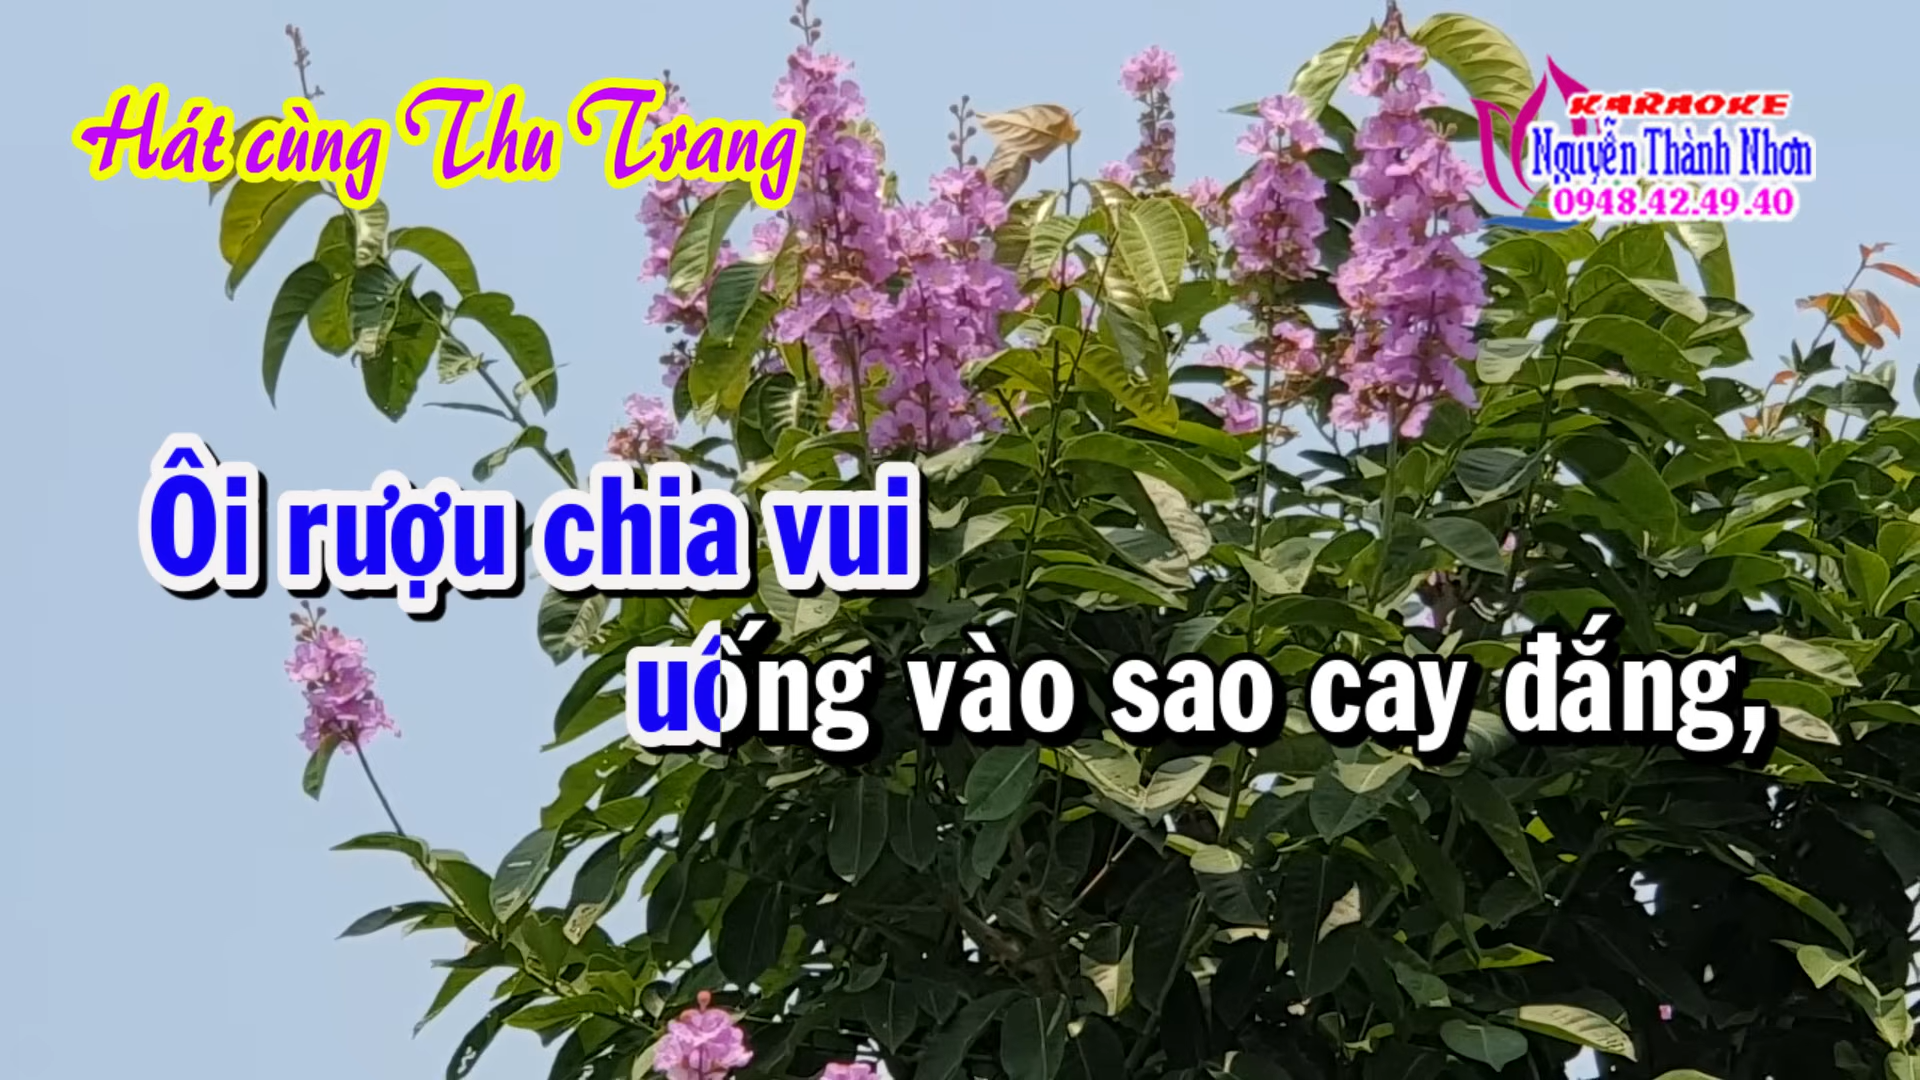 Hát cùng Thu Trang
KARAOKE
Nguyễn Thành Nhơn
0948.42.49.40
Ôi rượu chia vui
uống vào sao cay đắng,